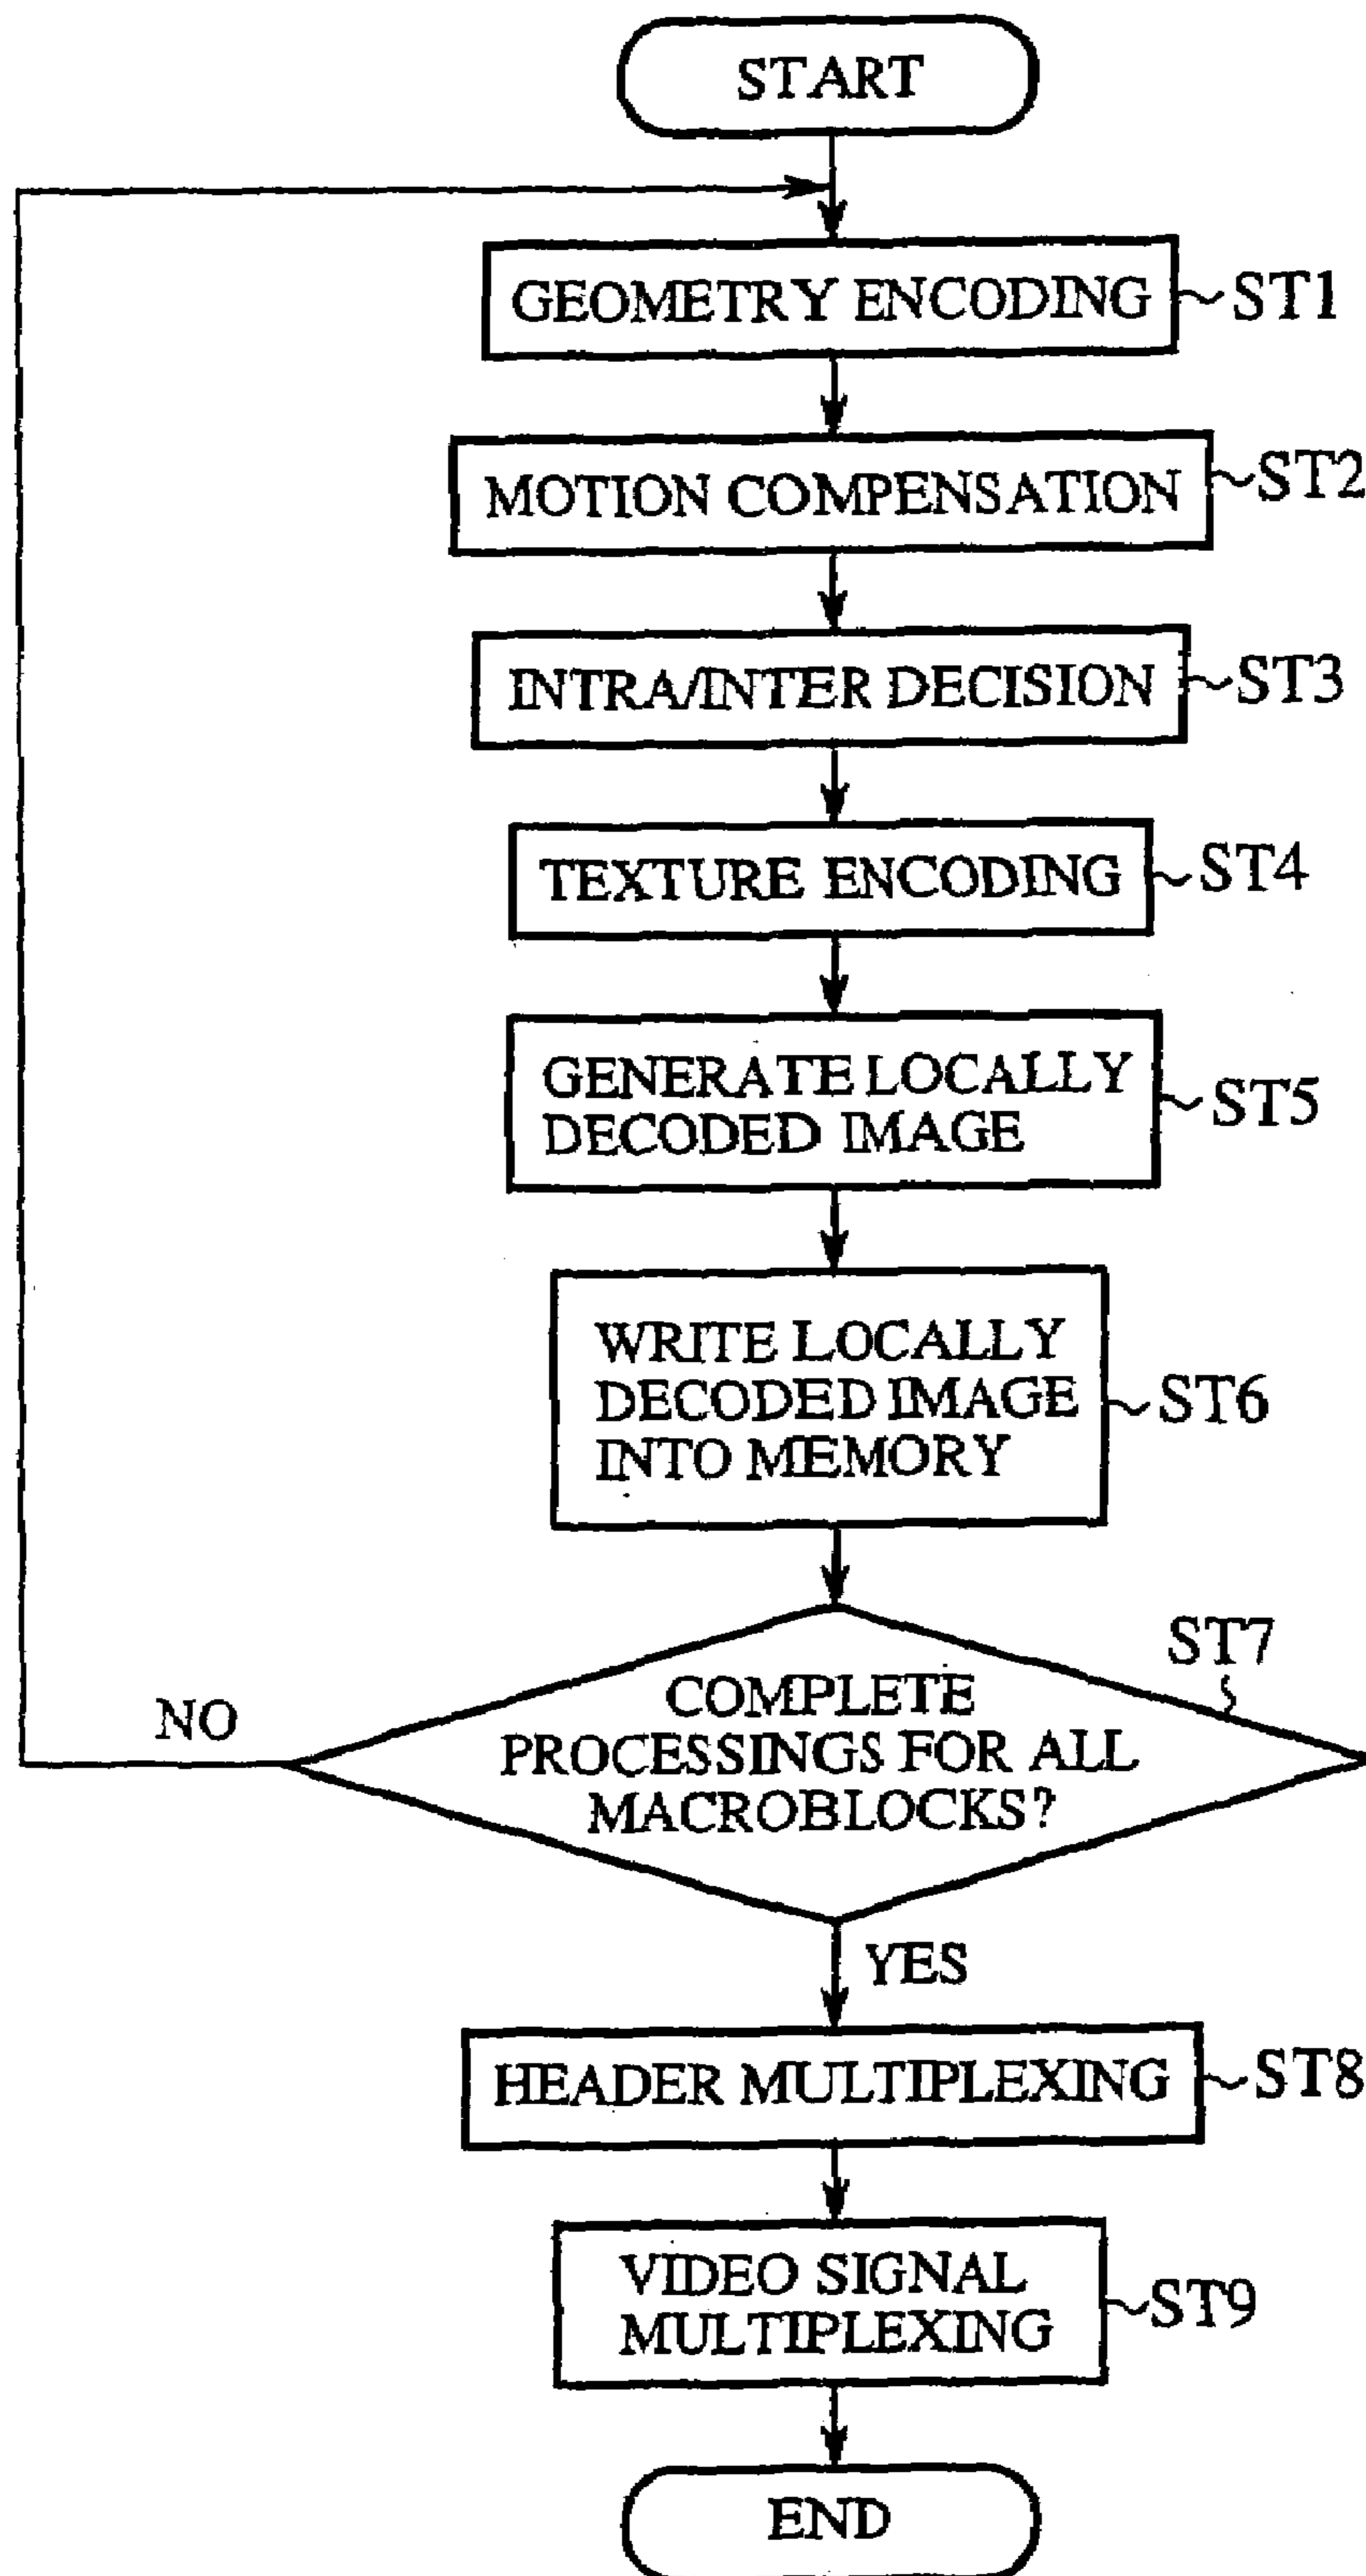 START
GEOMETRY ENCODING
ST1
MOTION COMPENSATION
ST2
INTRA/INTER DECISION
ST3
TEXTURE ENCODING
ST4
GENERATE LOCALLY
DECODED IMAGE
ST5
WRITE LOCALLY
DECODED IMAGE
INTO MEMORY
ST6
ST7
COMPLETE
PROCESSINGS FOR ALL
MACROBLOCKS?
NO
YES
HEADER MULTIPLEXING
ST8
VIDEO SIGNAL
MULTIPLEXING
ST9
END